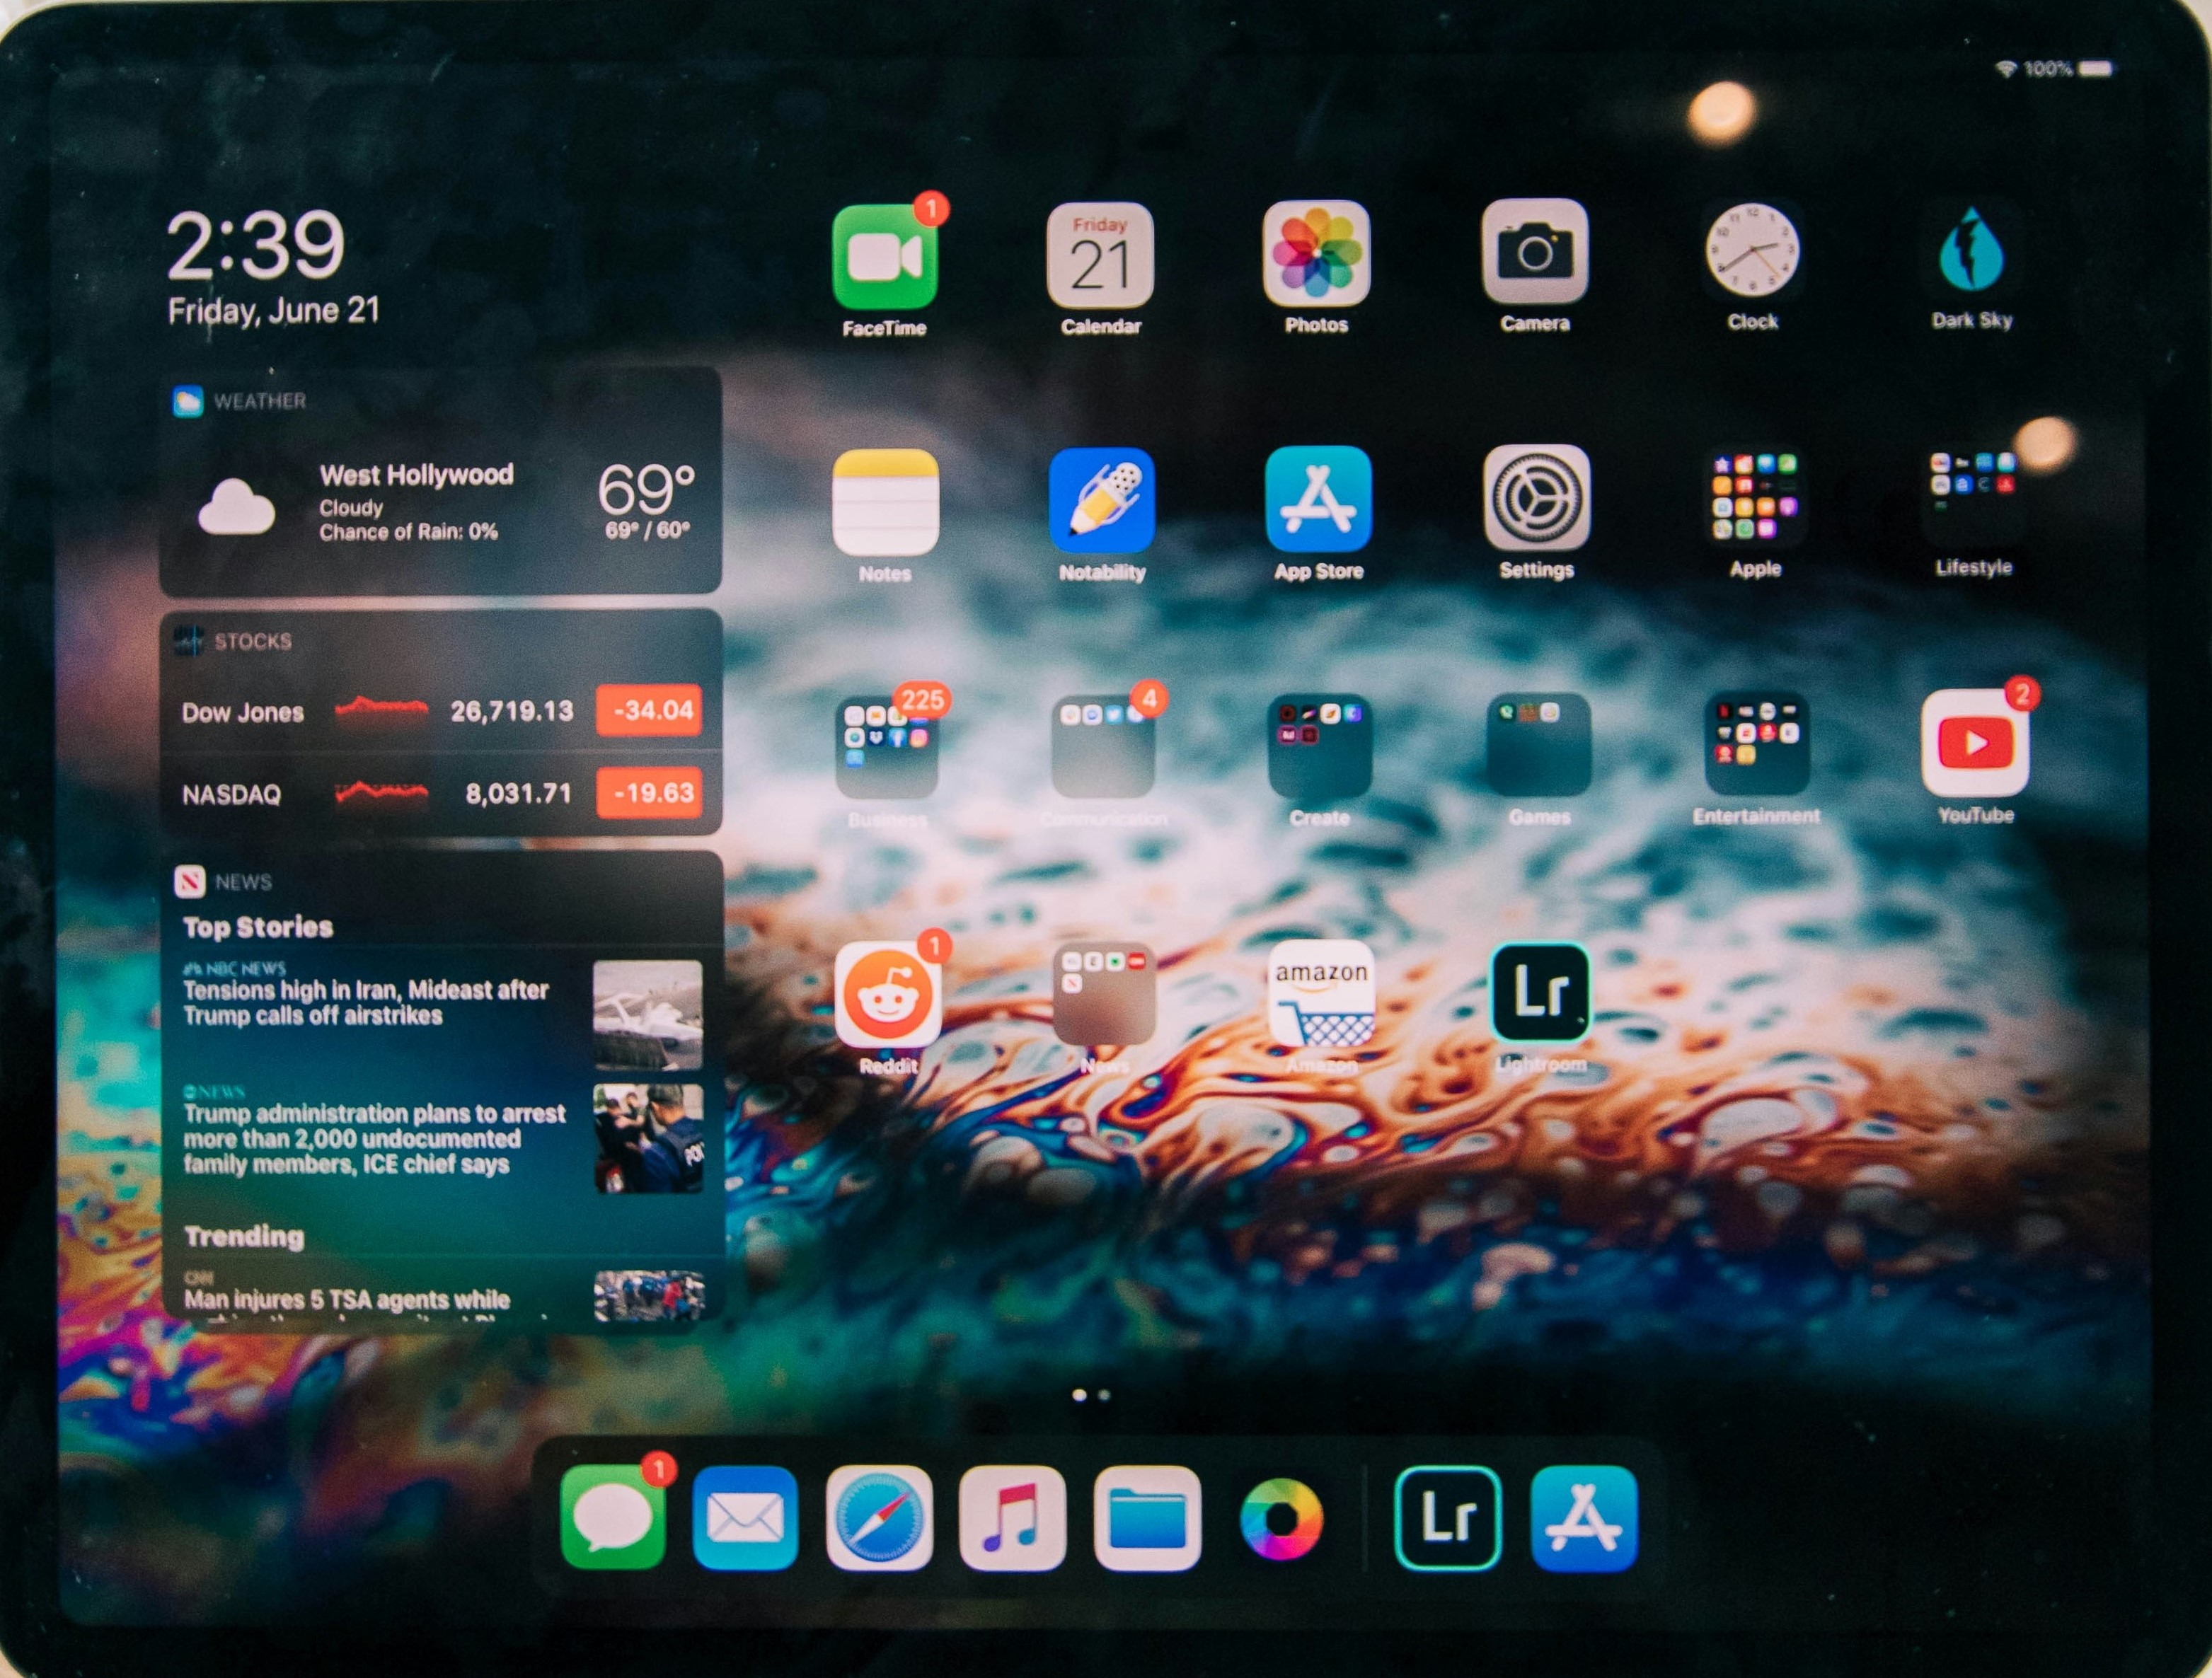 100%
2:39
Friday, June 21
WEATHER
West Hollywood
Cloudy
Chance of Rain: 0%
69°
69° / 60°
STOCKS
Dow Jones 26,719.13 -34.04
NASDAQ 8,031.71 -19.63
NEWS
Top Stories
NBC NEWS
Tensions high in Iran, Mideast after
Trump calls off airstrikes
NEWS
Trump administration plans to arrest
more than 2,000 undocumented
family members, ICE chief says
Trending
CNN
Man injures 5 TSA agents while
1
Friday
21
FaceTime Calendar Photos Camera Clock Dark Sky
Notes Notability App Store Settings Apple Lifestyle
225 4 2
Business Communication Create Games Entertainment YouTube
1
amazon
Lr
Reddit News Amazon Lightroom
1
Lr